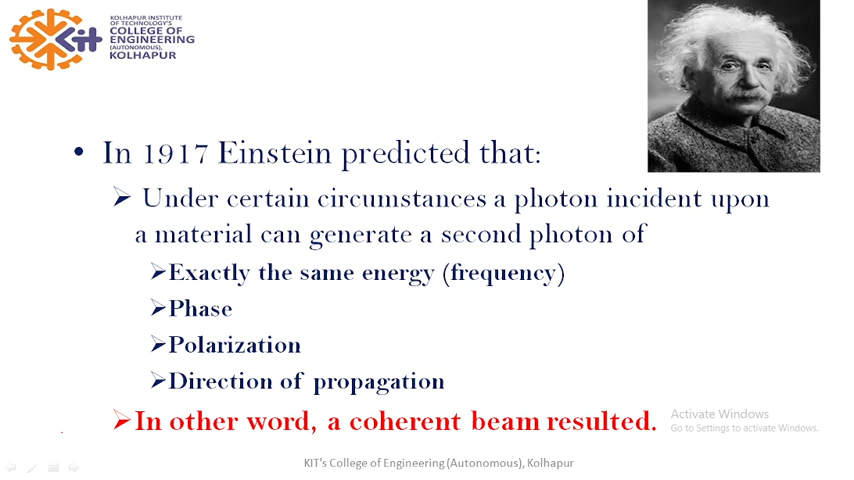 KOLHAPUR INSTITUTE
OF TECHNOLOGY'S
COLLEGE OF
ENGINEERING
(AUTONOMOUS),
KOLHAPUR
Kit
• In 1917 Einstein predicted that:
➢ Under certain circumstances a photon incident upon
a material can generate a second photon of
➢Exactly the same energy (frequency)
➢Phase
➢Polarization
➢Direction of propagation
➢In other word, a coherent beam resulted.
Activate Windows
Go to Settings to activate Windows.
KIT's College of Engineering (Autonomous), Kolhapur